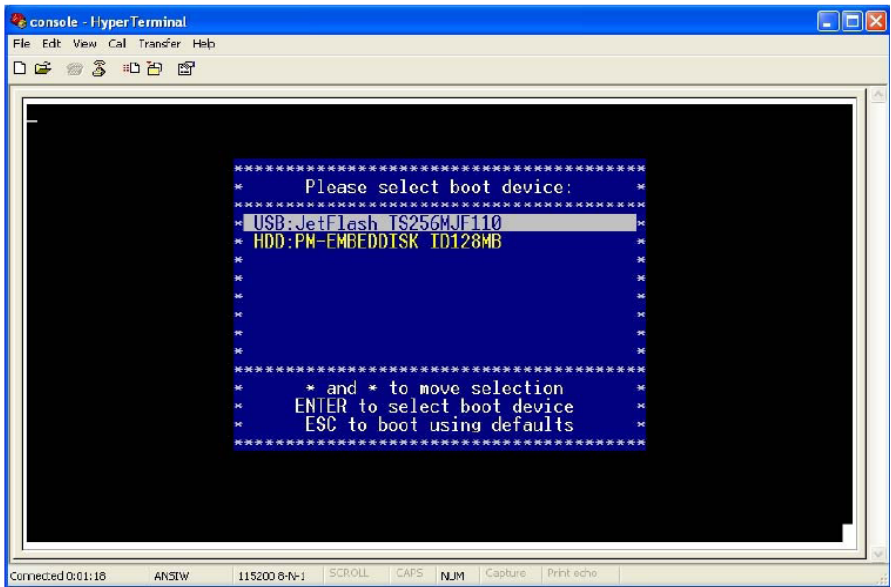 console - HyperTerminal
File Edit View Call Transfer Help
***************************************
* Please select boot device: *
***************************************
* USB:JetFlash TS256MJF110 *
* HDD:PM-EMBEDDISK ID128MB *
* *
* *
* *
* *
* *
* *
***************************************
* * and * to move selection *
* ENTER to select boot device *
* ESC to boot using defaults *
***************************************
Connected 0:01:18 ANSIW 115200 8-N-1 SCROLL CAPS NUM Capture Print echo